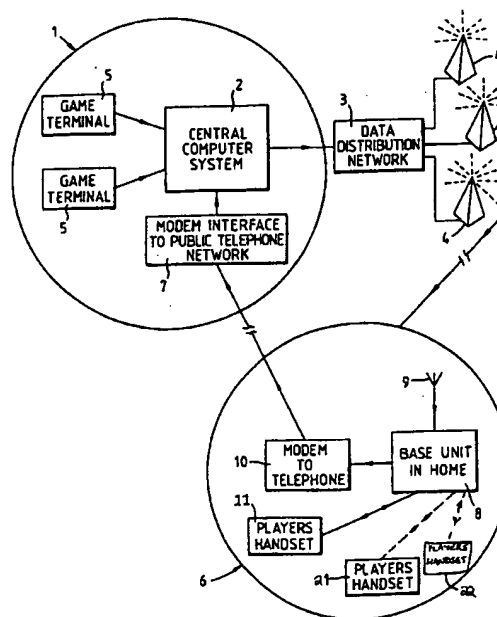 1
5
GAME
TERMINAL
2
CENTRAL
COMPUTER
SYSTEM
3
DATA
DISTRIBUTION
NETWORK
GAME
TERMINAL
5
MODEM INTERFACE
TO PUBLIC TELEPHONE
NETWORK
7
4
9
10
MODEM
TO
TELEPHONE
BASE UNIT
IN HOME
8
11
PLAYERS
HANDSET
PLAYERS
HANDSET
21
PLAYERS
HANDSET
22
6